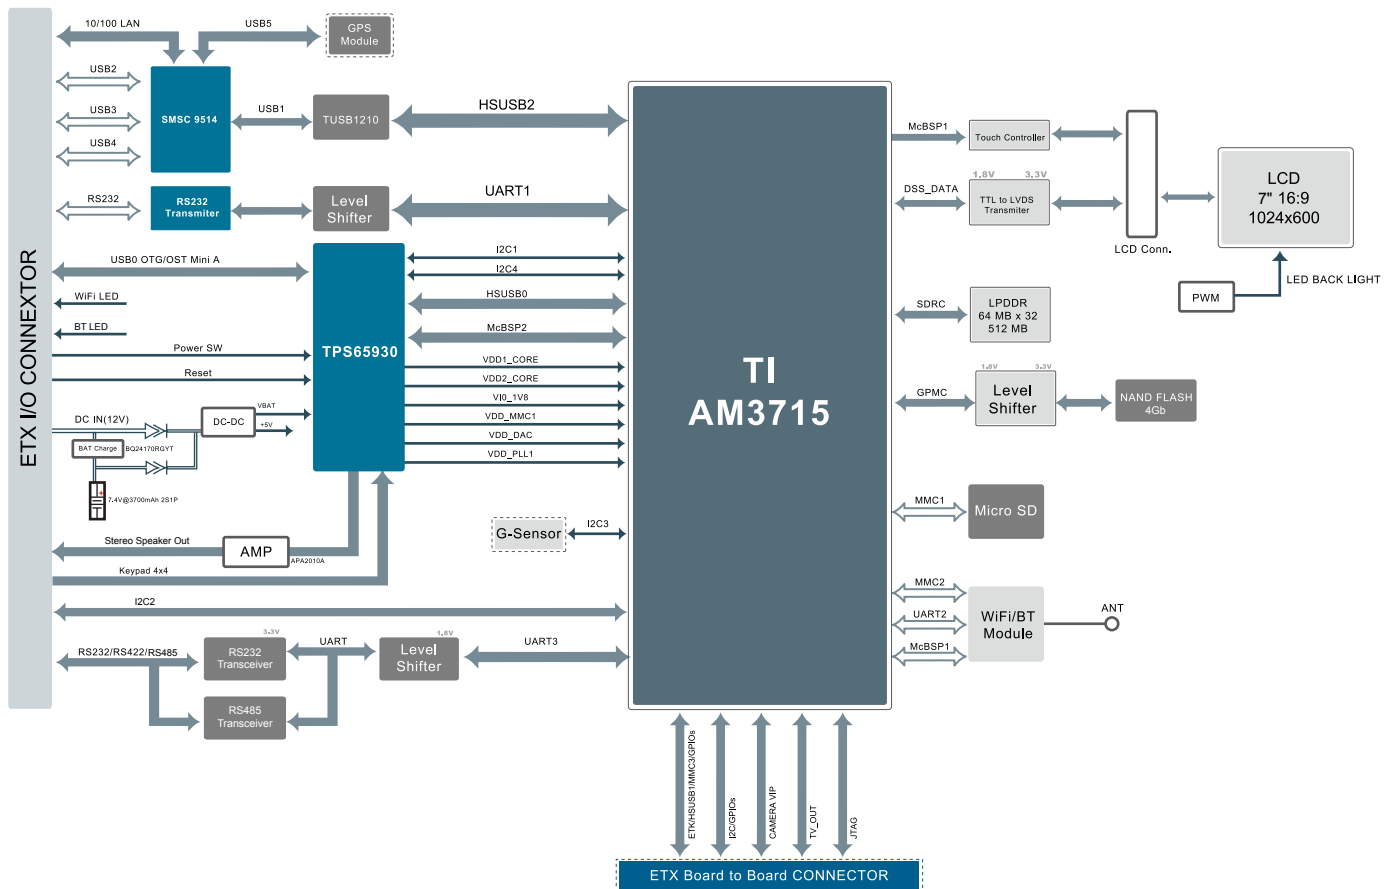 ETX I/O CONNEXTOR
10/100 LAN
USB5
GPS
Module
USB2
USB3
USB4
SMSC 9514
USB1
TUSB1210
HSUSB2
RS232
RS232
Transmiter
Level
Shifter
UART1
USB0 OTG/OST Mini A
WiFi LED
BT LED
Power SW
Reset
TPS65930
I2C1
I2C4
HSUSB0
McBSP2
VDD1_CORE
VDD2_CORE
VI0_1V8
VDD_MMC1
VDD_DAC
VDD_PLL1
DC IN(12V)
DC-DC
VBAT
+5V
BAT Charge
BQ24170RGYT
+
7.4V@3700mAh 2S1P
Stereo Speaker Out
AMP
APA2010A
Keypad 4x4
G-Sensor
I2C3
I2C2
RS232/RS422/RS485
3.3V
RS232
Transceiver
RS485
Transceiver
UART
1.8V
Level
Shifter
UART3
TI
AM3715
McBSP1
Touch Controller
DSS_DATA
1.8V
3.3V
TTL to LVDS
Transmiter
LCD Conn.
LCD
7" 16:9
1024x600
PWM
LED BACK LIGHT
SDRC
LPDDR
64 MB x 32
512 MB
GPMC
1.8V
3.3V
Level
Shifter
NAND FLASH
4Gb
MMC1
Micro SD
MMC2
UART2
McBSP1
WiFi/BT
Module
ANT
ETK/HSUSB1/MMC3/GPIOs
I2C/GPIOs
CAMERA VIP
TV_OUT
JTAG
ETX Board to Board CONNECTOR